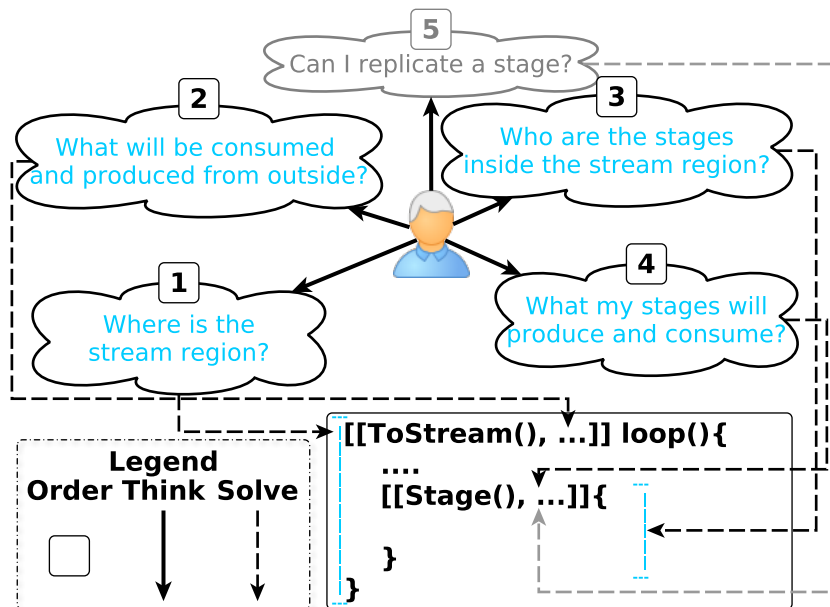 5
Can I replicate a stage?
2
What will be consumed
and produced from outside?
3
Who are the stages
inside the stream region?
1
Where is the
stream region?
4
What my stages will
produce and consume?
[[ToStream(), ...]] loop(){
....
[[Stage(), ...]]{
}
}
Legend
Order Think Solve